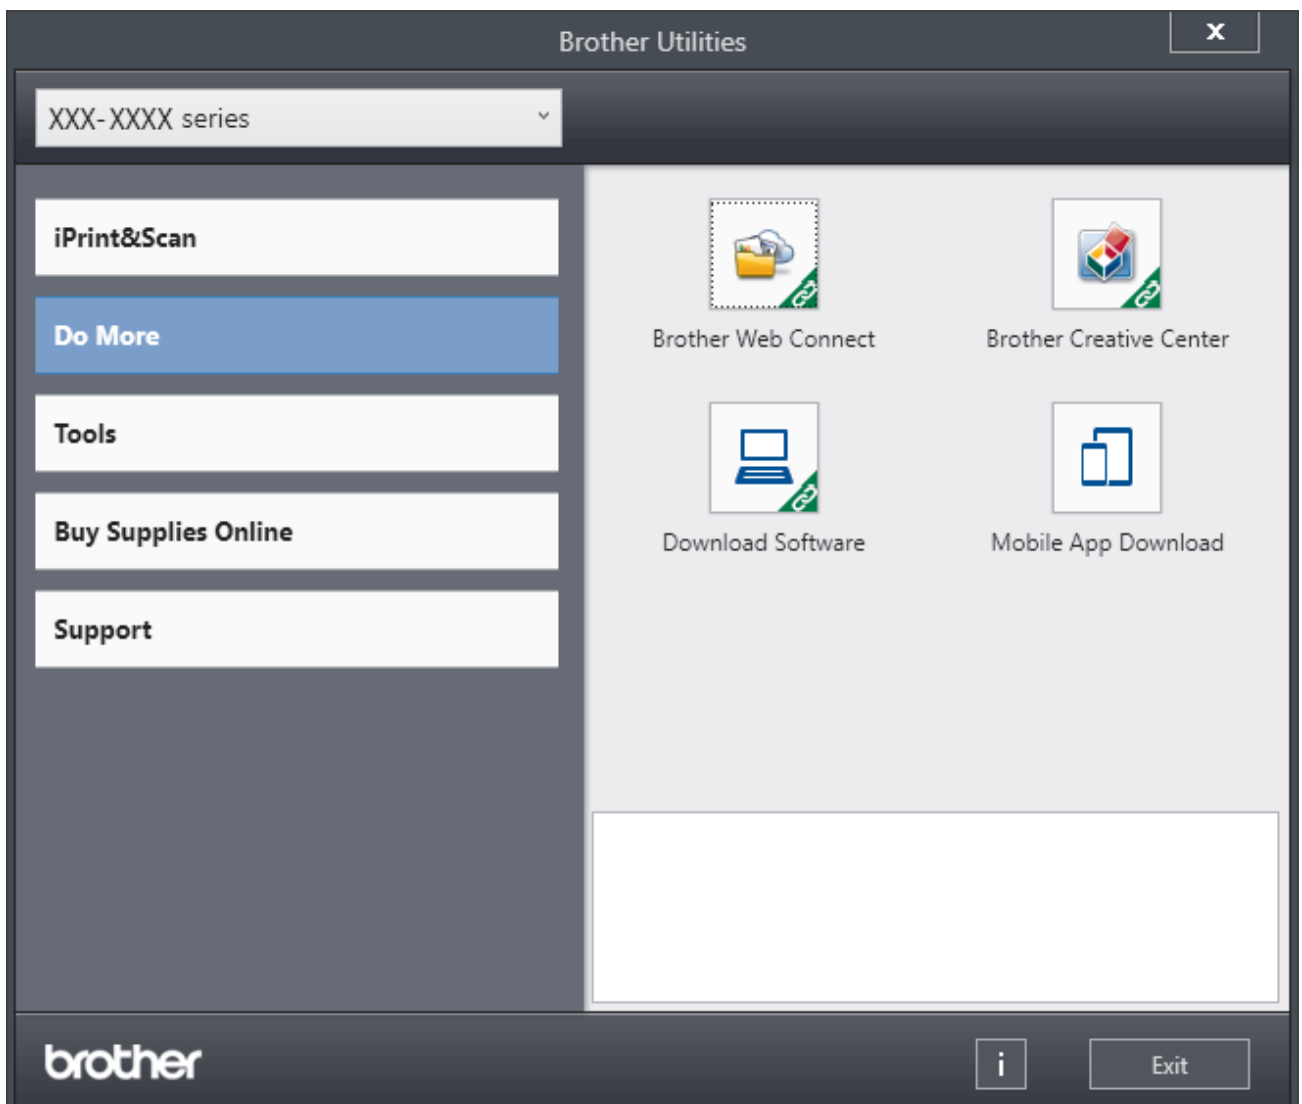 Brother Utilities
X
XXX-XXXX series
iPrint&Scan
Do More
Tools
Buy Supplies Online
Support
Brother Web Connect
Brother Creative Center
Download Software
Mobile App Download
brother
i
Exit